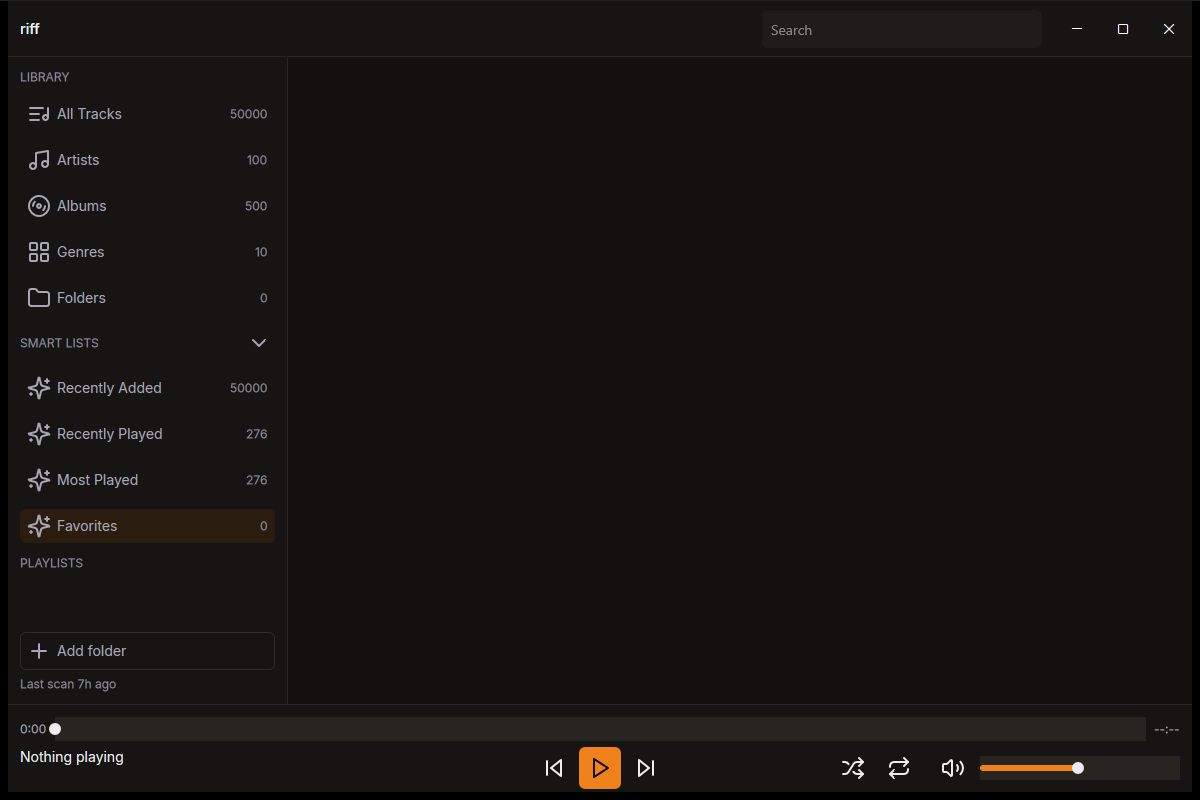 riff
Search
LIBRARY
All Tracks 50000
Artists 100
Albums 500
Genres 10
Folders 0
SMART LISTS
Recently Added 50000
Recently Played 276
Most Played 276
Favorites 0
PLAYLISTS
Add folder
Last scan 7h ago
0:00 --:--
Nothing playing